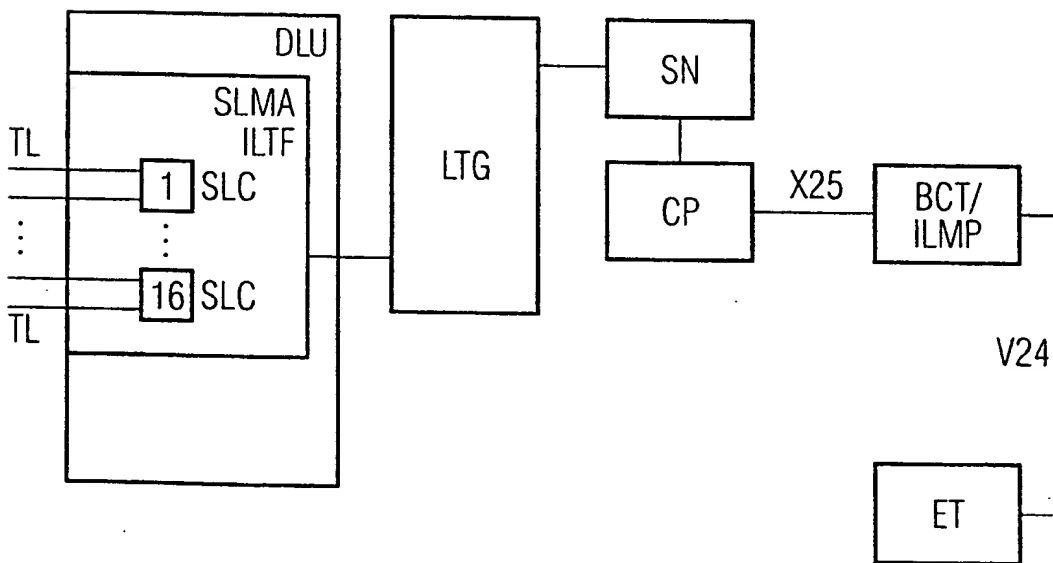 DLU
SLMA
ILTF
TL
1 SLC
⋮ ⋮
16 SLC
TL
LTG
SN
CP
X25
BCT/
ILMP
V24
ET